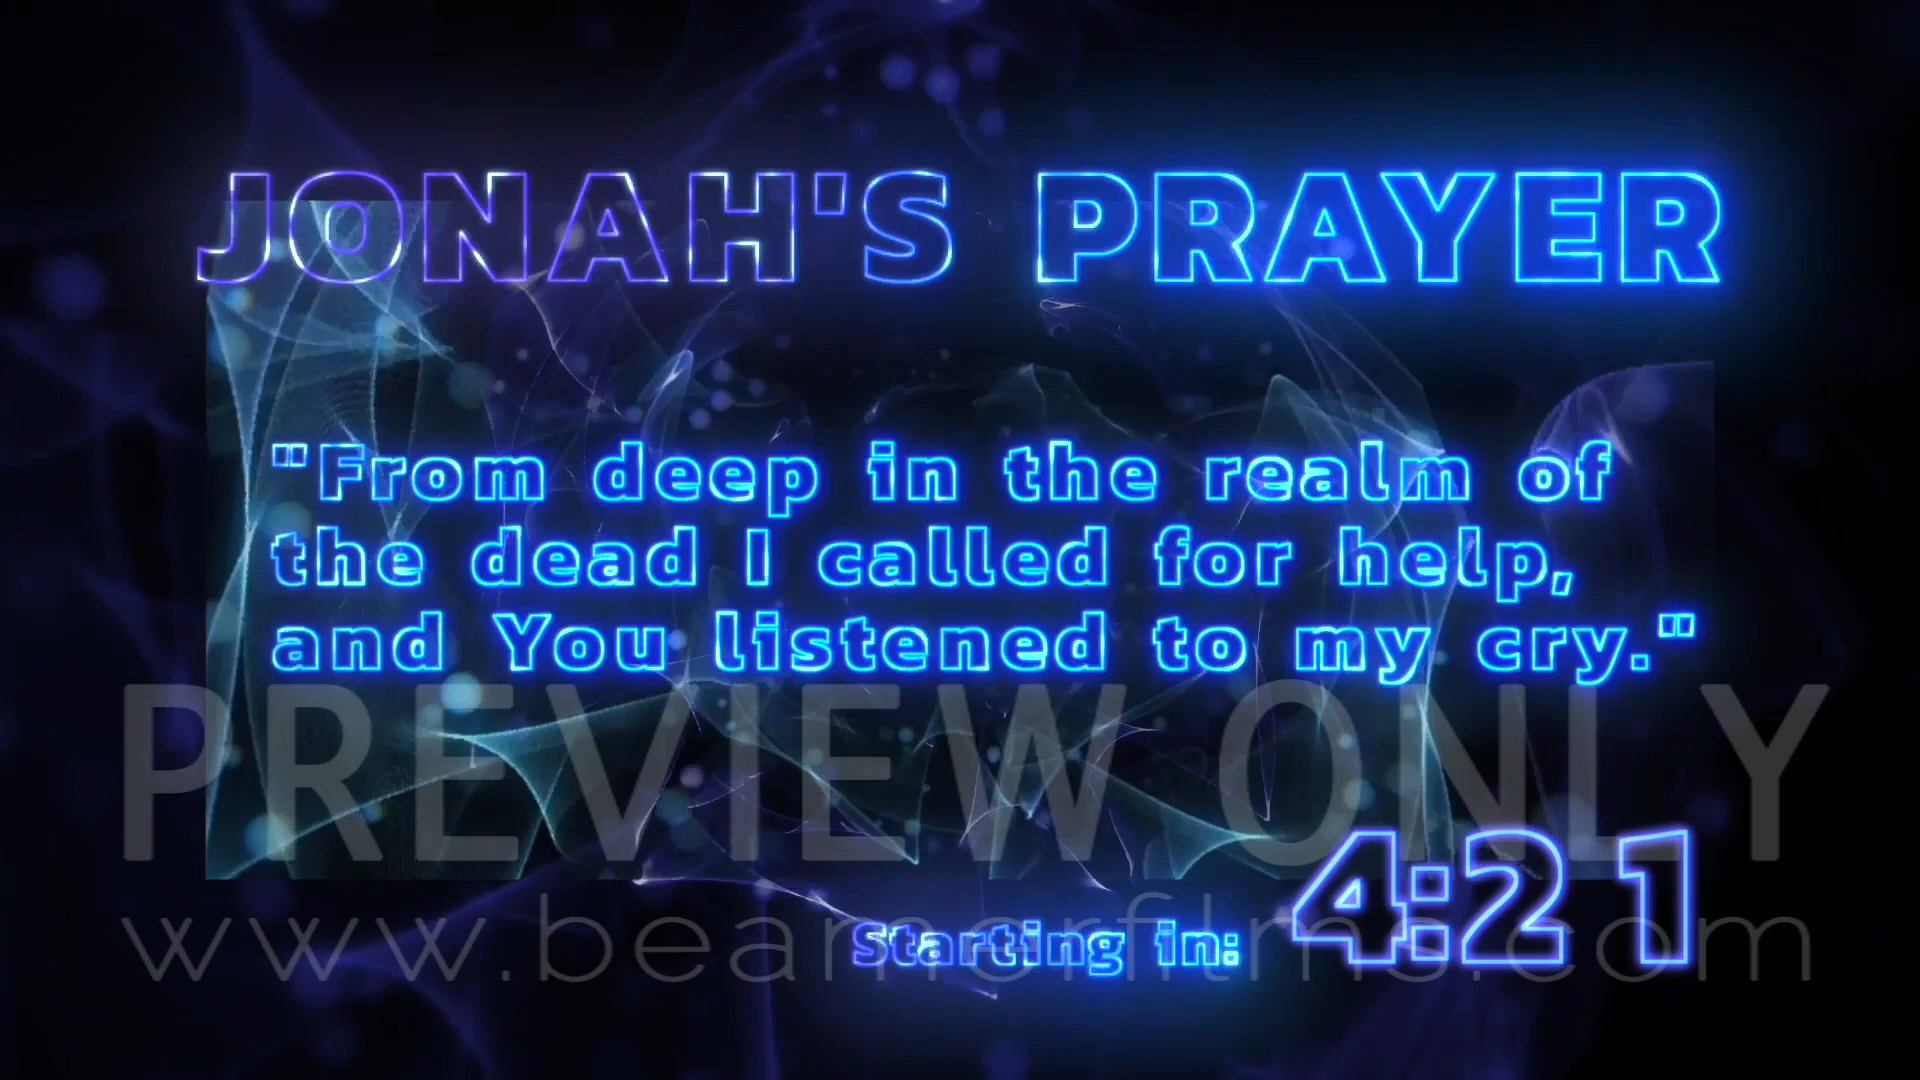 JONAH'S PRAYER
"From deep in the realm of
the dead I called for help,
and You listened to my cry."
PREVIEW ONLY
Starting in: 4:21
www.beamorfilms.com